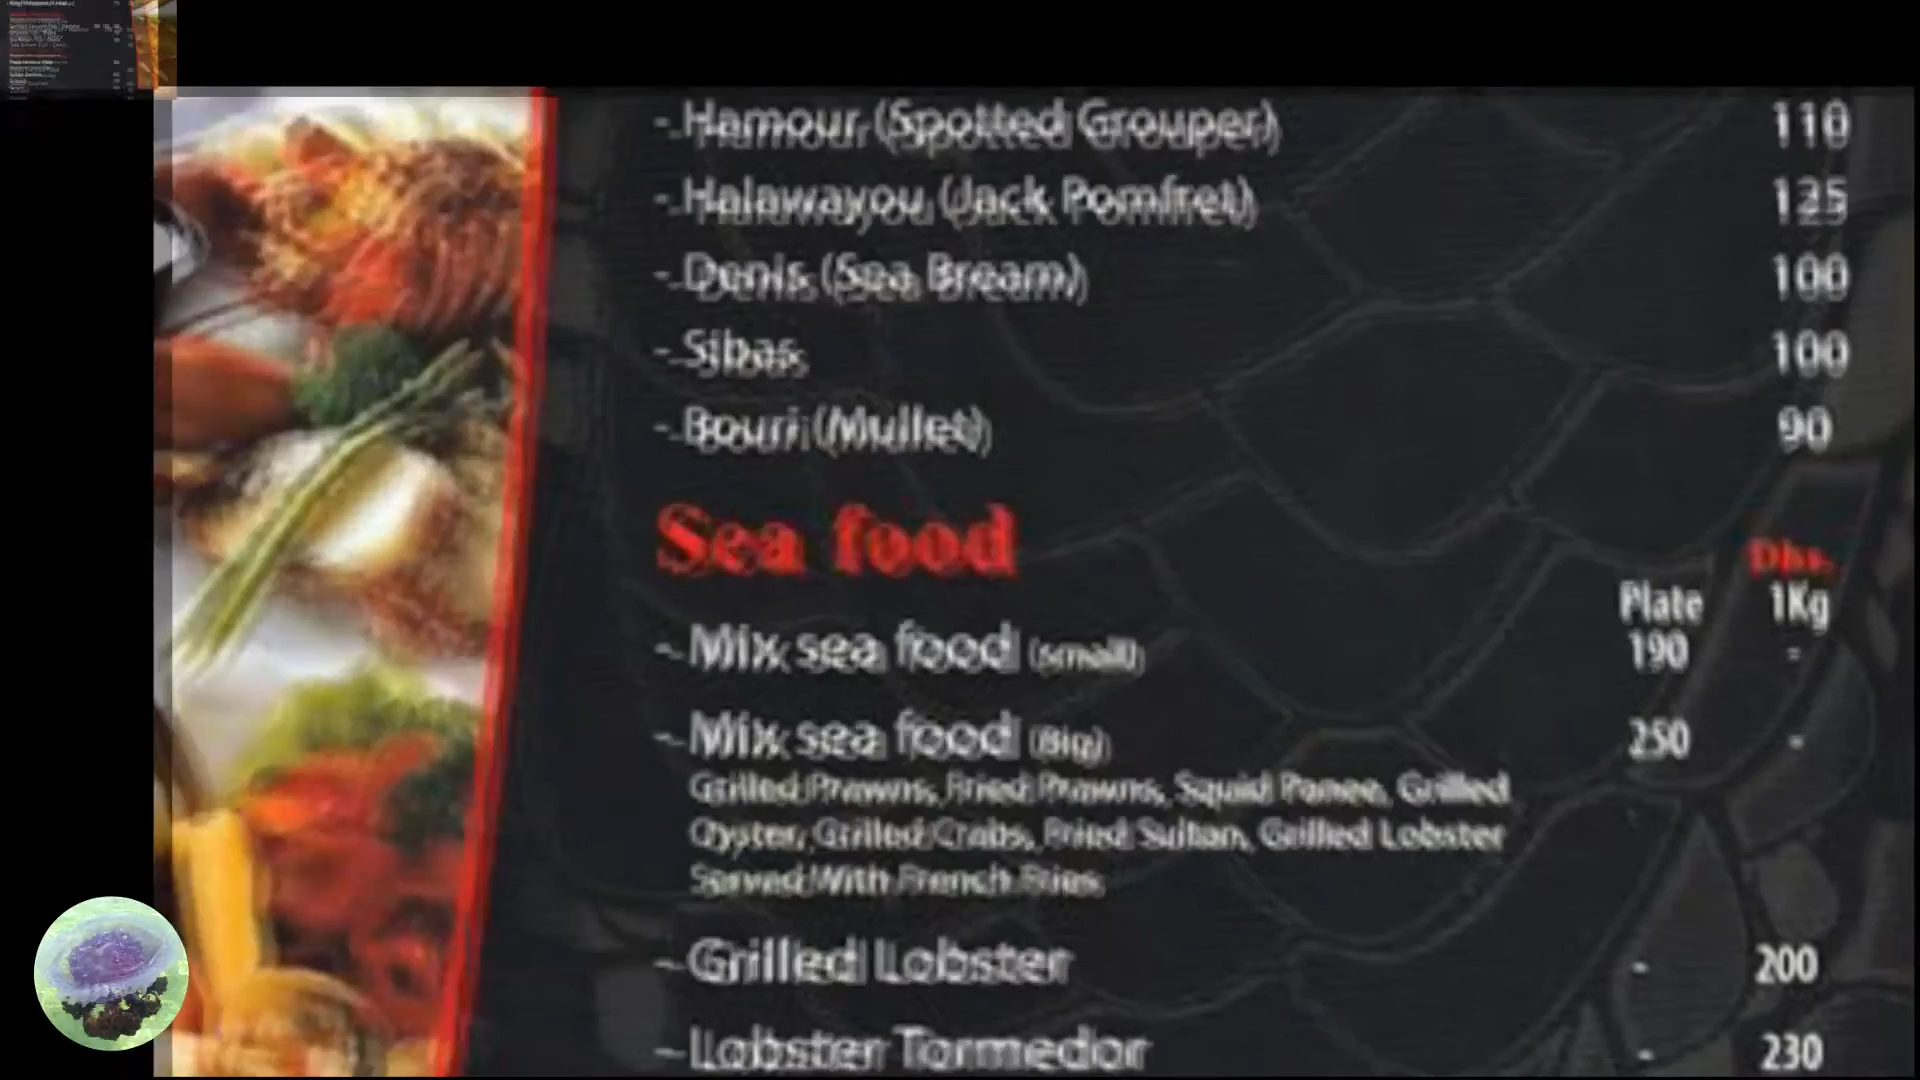 - Hamour (Spotted Grouper) 110
- Halawayou (Jack Pomfret) 125
- Denis (Sea Bream) 100
- Sibas 100
- Bouri (Mullet) 90
Sea food
Dhs.
Plate 1Kg
- Mix sea food (small) 190 -
- Mix sea food (Big) 250 -
Grilled Prawns, Fried Prawns, Squid Panee, Grilled
Oyster, Grilled Crabs, Fried Sultan, Grilled Lobster
Served With French Fries
- Grilled Lobster - 200
- Lobster Tormedor - 230